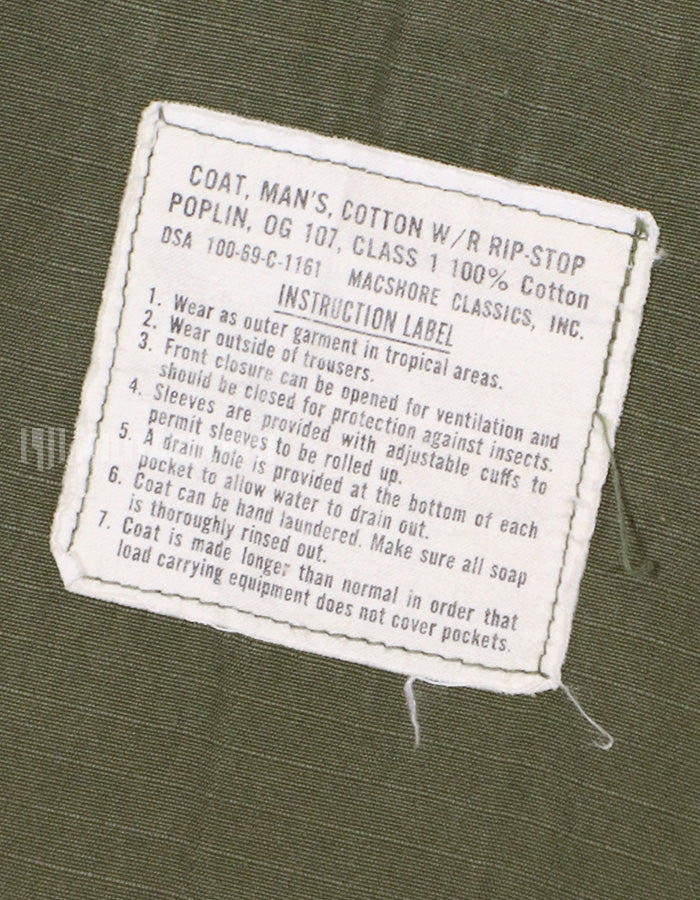 COAT, MAN'S, COTTON W/R RIP-STOP
POPLIN, OG 107, CLASS 1 100% Cotton
DSA 100-69-C-1161 MACSHORE CLASSICS, INC.
INSTRUCTION LABEL
1. Wear as outer garment in tropical areas.
2. Wear outside of trousers.
3. Front closure can be opened for ventilation and
should be closed for protection against insects.
4. Sleeves are provided with adjustable cuffs to
permit sleeves to be rolled up.
5. A drain hole is provided at the bottom of each
pocket to allow water to drain out.
6. Coat can be hand laundered. Make sure all soap
is thoroughly rinsed out.
7. Coat is made longer than normal in order that
load carrying equipment does not cover pockets.